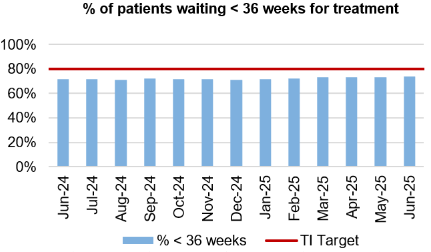 % of patients waiting < 36 weeks for treatment
100%
80%
60%
40%
20%
0%
Jun-24
Jul-24
Aug-24
Sep-24
Oct-24
Nov-24
Dec-24
Jan-25
Feb-25
Mar-25
Apr-25
May-25
Jun-25
% < 36 weeks
TI Target